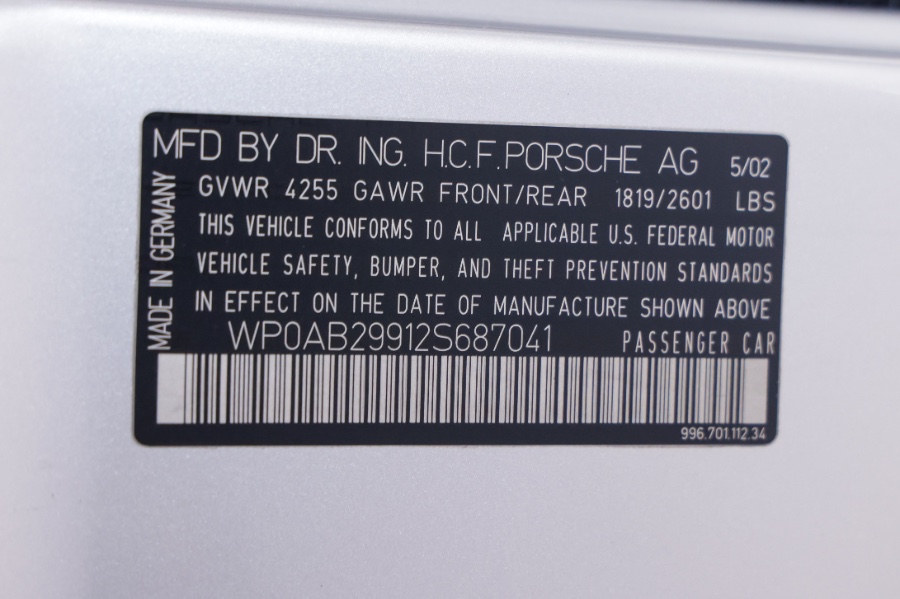 MFD BY DR. ING. H.C.F.PORSCHE AG 5/02
GVWR 4255 GAWR FRONT/REAR 1819/2601 LBS
THIS VEHICLE CONFORMS TO ALL APPLICABLE U.S. FEDERAL MOTOR
VEHICLE SAFETY, BUMPER, AND THEFT PREVENTION STANDARDS
IN EFFECT ON THE DATE OF MANUFACTURE SHOWN ABOVE
WP0AB29912S687041 PASSENGER CAR
MADE IN GERMANY
996.701.112.34